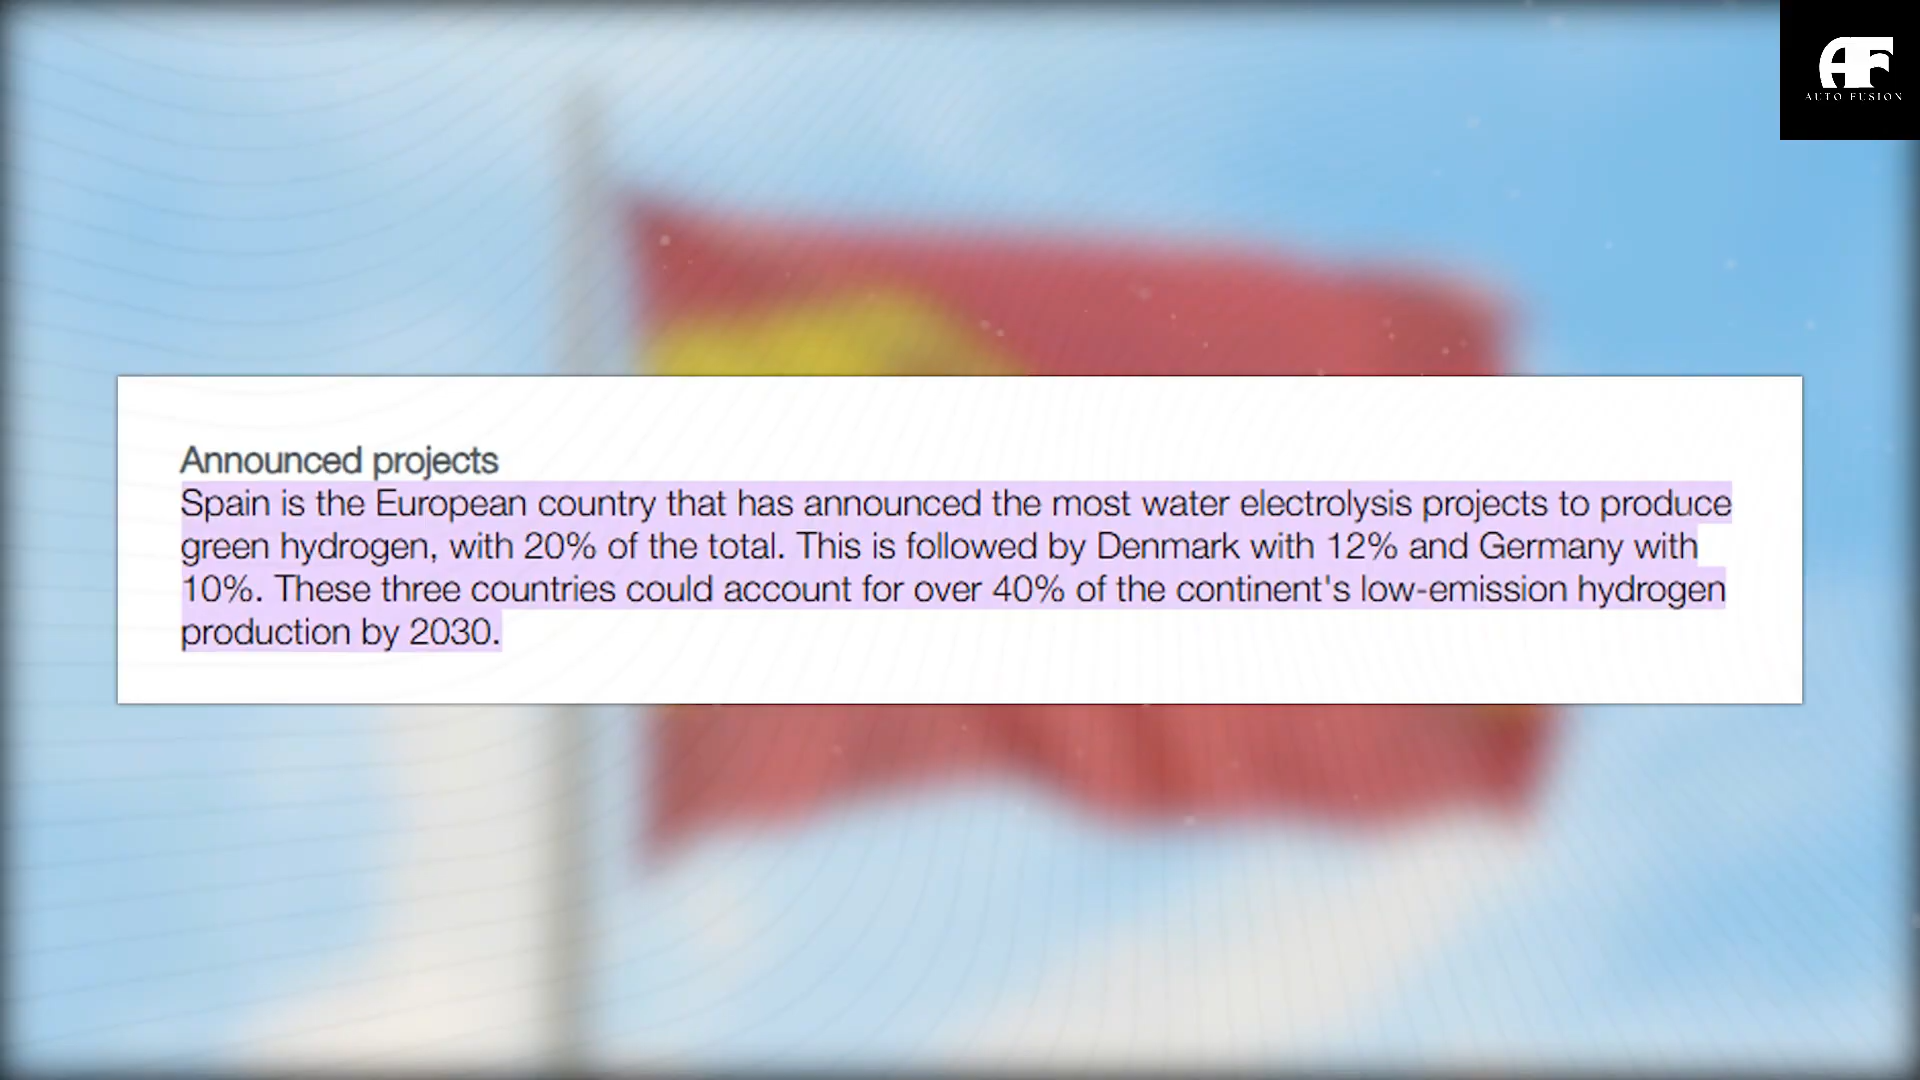 AF
AUTO FUSION
Announced projects
Spain is the European country that has announced the most water electrolysis projects to produce
green hydrogen, with 20% of the total. This is followed by Denmark with 12% and Germany with
10%. These three countries could account for over 40% of the continent's low-emission hydrogen
production by 2030.